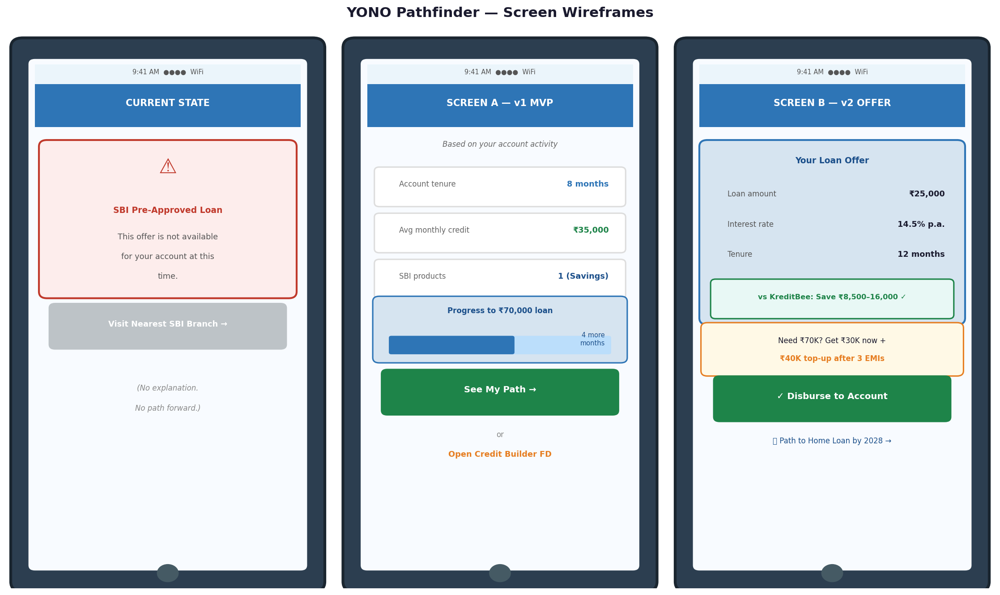 YONO Pathfinder — Screen Wireframes
9:41 AM ●●●● WiFi
CURRENT STATE
⚠
SBI Pre-Approved Loan
This offer is not available
for your account at this
time.
Visit Nearest SBI Branch →
(No explanation.
No path forward.)
9:41 AM ●●●● WiFi
SCREEN A — v1 MVP
Based on your account activity
Account tenure 8 months
Avg monthly credit ₹35,000
SBI products 1 (Savings)
Progress to ₹70,000 loan
4 more
months
See My Path →
or
Open Credit Builder FD
9:41 AM ●●●● WiFi
SCREEN B — v2 OFFER
Your Loan Offer
Loan amount ₹25,000
Interest rate 14.5% p.a.
Tenure 12 months
vs KreditBee: Save ₹8,500–16,000 ✓
Need ₹70K? Get ₹30K now +
₹40K top-up after 3 EMIs
✓ Disburse to Account
Path to Home Loan by 2028 →